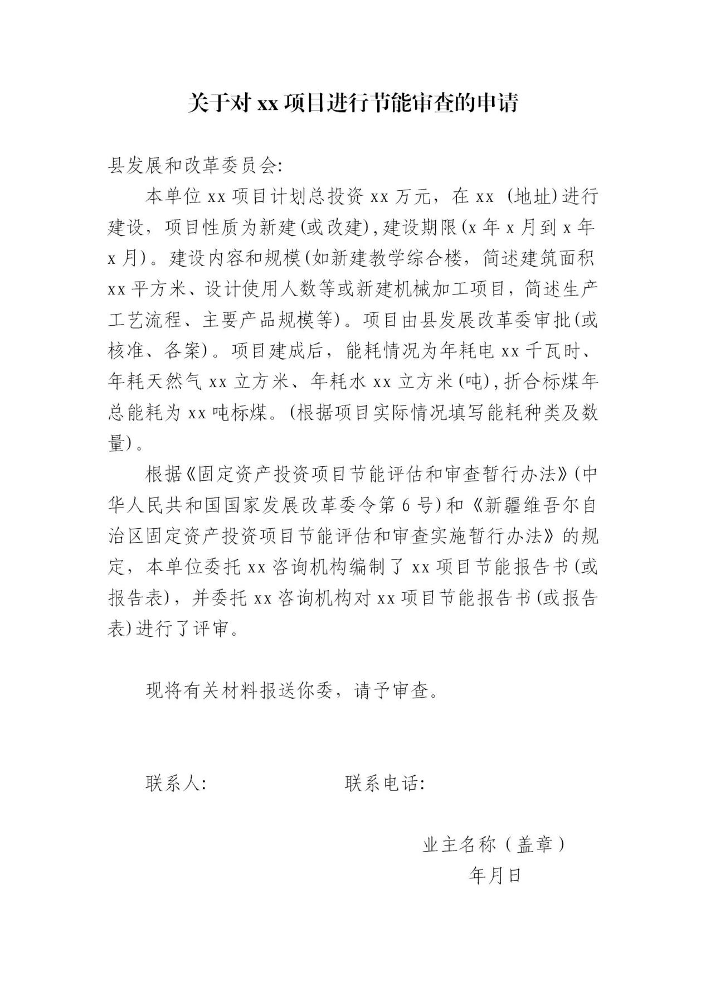 关于对 xx 项目进行节能审查的申请
县发展和改革委员会:
本单位 xx 项目计划总投资 xx 万元，在 xx (地址)进行
建设，项目性质为新建(或改建),建设期限(x 年 x 月到 x 年
x 月)。建设内容和规模(如新建教学综合楼，简述建筑面积
xx 平方米、设计使用人数等或新建机械加工项目，简述生产
工艺流程、主要产品规模等)。项目由县发展改革委审批(或
核准、各案)。项目建成后，能耗情况为年耗电 xx 千瓦时、
年耗天然气 xx 立方米、年耗水 xx 立方米(吨),折合标煤年
总能耗为 xx 吨标煤。(根据项目实际情况填写能耗种类及数
量)。
根据《固定资产投资项目节能评估和审查暂行办法》(中
华人民共和国国家发展改革委令第 6 号)和《新疆维吾尔自
治区固定资产投资项目节能评估和审查实施暂行办法》的规
定，本单位委托 xx 咨询机构编制了 xx 项目节能报告书(或
报告表)，并委托 xx 咨询机构对 xx 项目节能报告书(或报告
表)进行了评审。
现将有关材料报送你委，请予审查。
联系人: 联系电话:
业主名称（盖章）
年月日